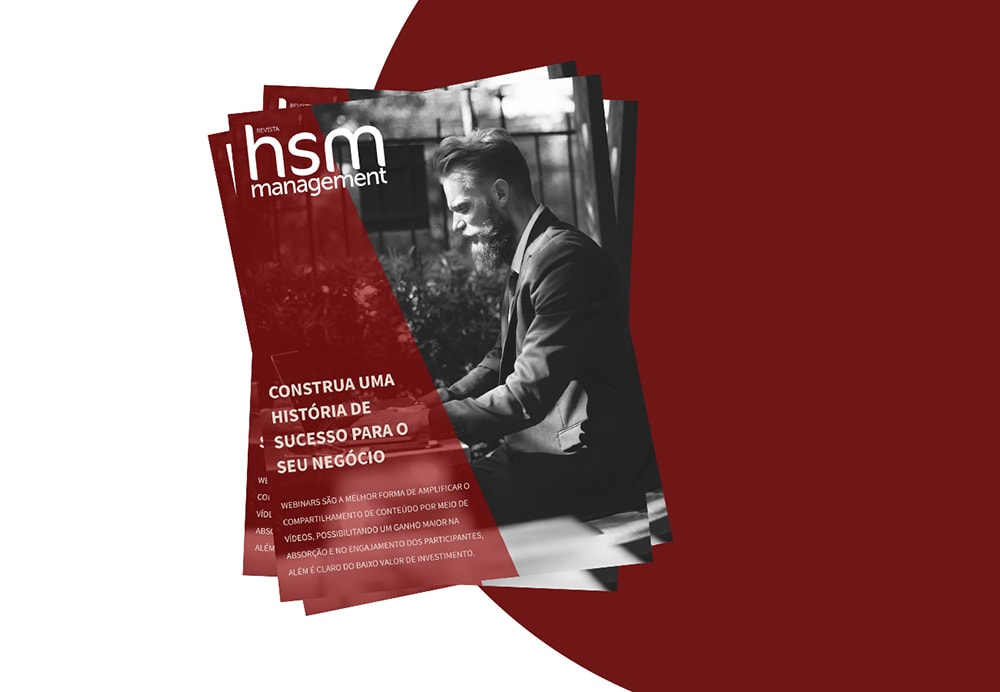 REVISTA
hsm
management
CONSTRUA UMA
HISTÓRIA DE
SUCESSO PARA O
SEU NEGÓCIO
WEBINARS SÃO A MELHOR FORMA DE AMPLIFICAR O
COMPARTILHAMENTO DE CONTEÚDO POR MEIO DE
VÍDEOS, POSSIBILITANDO UM GANHO MAIOR NA
ABSORÇÃO E NO ENGAJAMENTO DOS PARTICIPANTES,
ALÉM É CLARO DO BAIXO VALOR DE INVESTIMENTO.